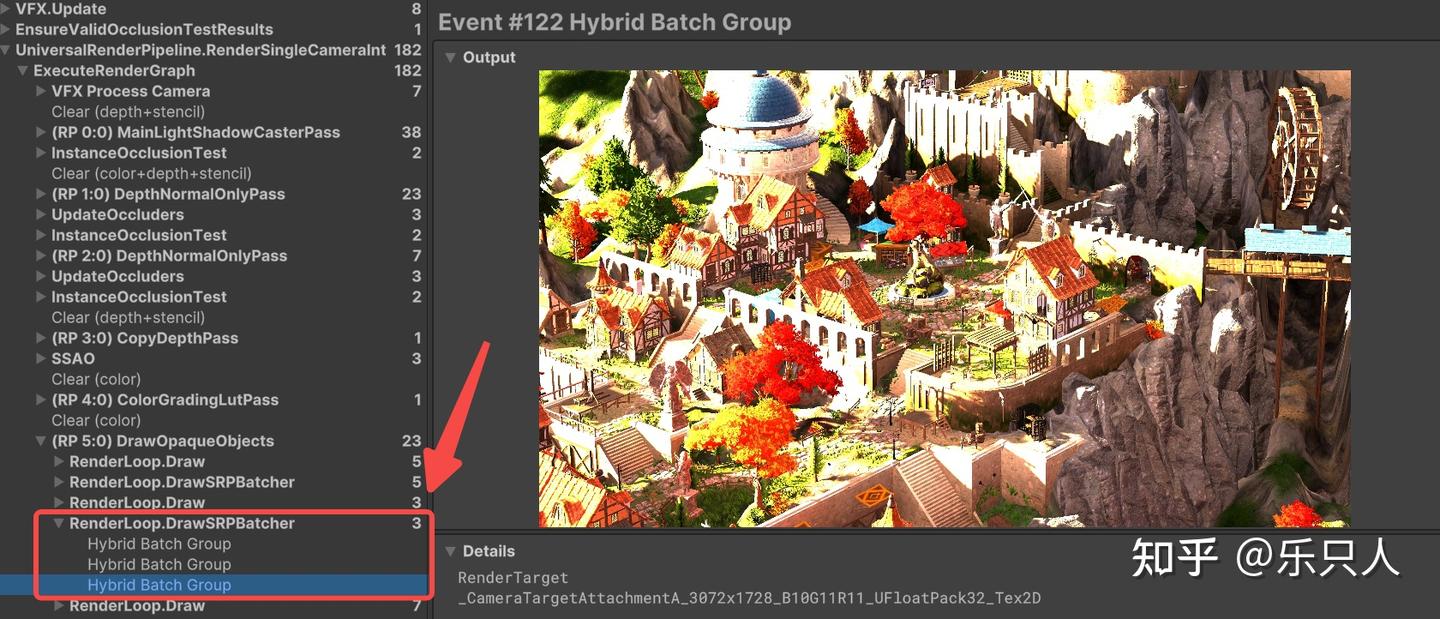 VFX.Update 8
EnsureValidOcclusionTestResults 1
UniversalRenderPipeline.RenderSingleCameraInt 182
ExecuteRenderGraph 182
VFX Process Camera 7
Clear (depth+stencil)
(RP 0:0) MainLightShadowCasterPass 38
InstanceOcclusionTest 2
Clear (color+depth+stencil)
(RP 1:0) DepthNormalOnlyPass 23
UpdateOccluders 3
InstanceOcclusionTest 2
(RP 2:0) DepthNormalOnlyPass 7
UpdateOccluders 3
InstanceOcclusionTest 2
Clear (depth+stencil)
(RP 3:0) CopyDepthPass 1
SSAO 3
Clear (color)
(RP 4:0) ColorGradingLutPass 1
Clear (color)
(RP 5:0) DrawOpaqueObjects 23
RenderLoop.Draw 5
RenderLoop.DrawSRPBatcher 5
RenderLoop.Draw 3
RenderLoop.DrawSRPBatcher 3
Hybrid Batch Group
Hybrid Batch Group
Hybrid Batch Group
RenderLoop.Draw 7
Event #122 Hybrid Batch Group
Output
Details
RenderTarget
_CameraTargetAttachmentA_3072x1728_B10G11R11_UFloatPack32_Tex2D
知乎 @乐只人